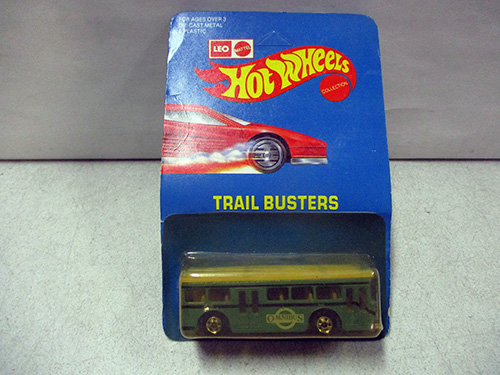 FOR AGES OVER 3
DIE CAST METAL
& PLASTIC
LEO MATTEL
HOT WHEELS
COLLECTION
TRAIL BUSTERS
OMNIBUS